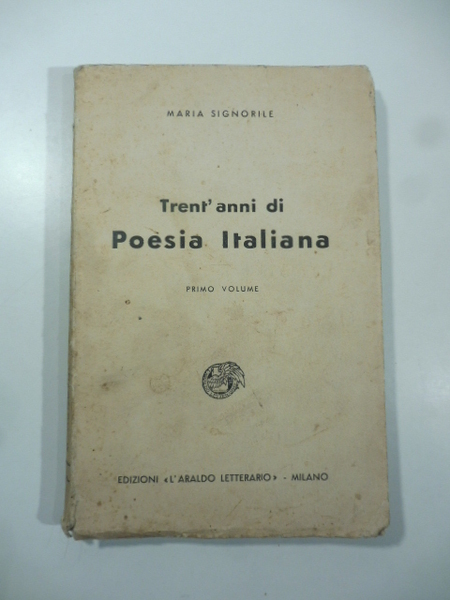 MARIA SIGNORILE
Trent'anni di
Poesia Italiana
PRIMO VOLUME
EDIZIONI «L'ARALDO LETTERARIO» - MILANO